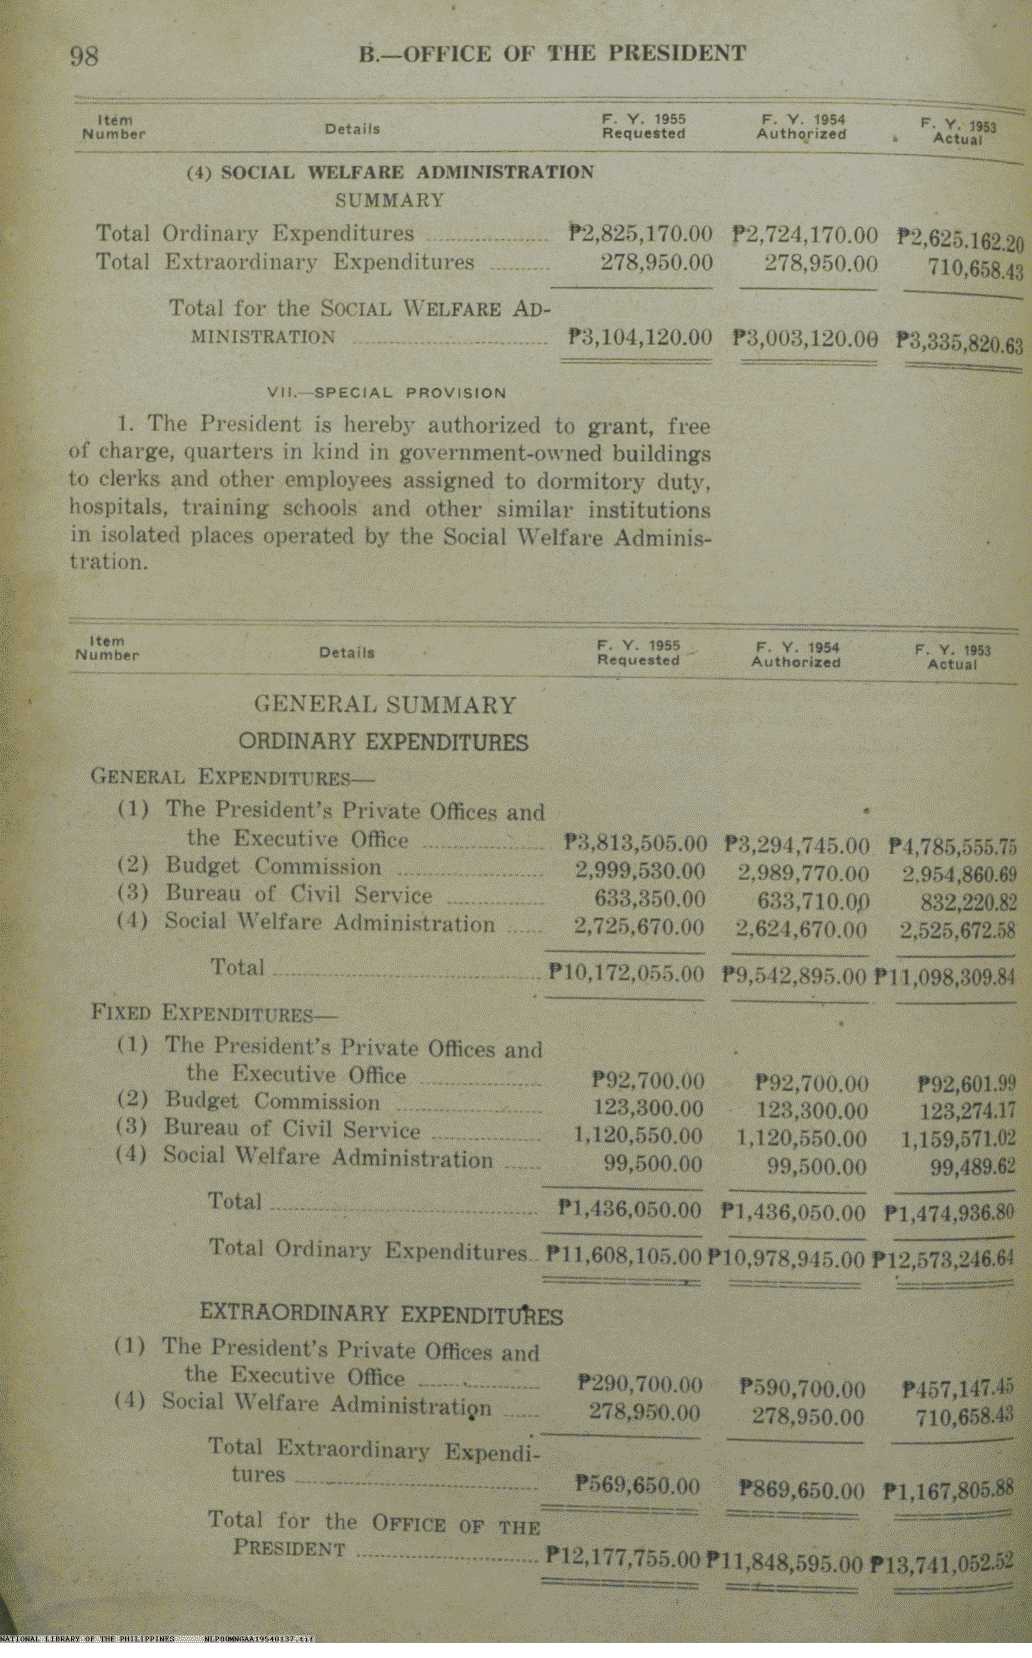 98
B.—OFFICE OF THE PRESIDENT
Item Number Details F. Y. 1955 Requested F. Y. 1954 Authorized F. Y. 1953 Actual
(4) SOCIAL WELFARE ADMINISTRATION
SUMMARY
Total Ordinary Expenditures ₱2,825,170.00 ₱2,724,170.00 ₱2,625,162.20
Total Extraordinary Expenditures 278,950.00 278,950.00 710,658.43
Total for the SOCIAL WELFARE AD-
MINISTRATION ₱3,104,120.00 ₱3,003,120.00 ₱3,335,820.63
VII.—SPECIAL PROVISION
1. The President is hereby authorized to grant, free
of charge, quarters in kind in government-owned buildings
to clerks and other employees assigned to dormitory duty,
hospitals, training schools and other similar institutions
in isolated places operated by the Social Welfare Adminis-
tration.
Item Number Details F. Y. 1955 Requested F. Y. 1954 Authorized F. Y. 1953 Actual
GENERAL SUMMARY
ORDINARY EXPENDITURES
GENERAL EXPENDITURES—
(1) The President's Private Offices and
the Executive Office ₱3,813,505.00 ₱3,294,745.00 ₱4,785,555.75
(2) Budget Commission 2,999,530.00 2,989,770.00 2,954,860.69
(3) Bureau of Civil Service 633,350.00 633,710.00 832,220.82
(4) Social Welfare Administration 2,725,670.00 2,624,670.00 2,525,672.58
Total ₱10,172,055.00 ₱9,542,895.00 ₱11,098,309.84
FIXED EXPENDITURES—
(1) The President's Private Offices and
the Executive Office ₱92,700.00 ₱92,700.00 ₱92,601.99
(2) Budget Commission 123,300.00 123,300.00 123,274.17
(3) Bureau of Civil Service 1,120,550.00 1,120,550.00 1,159,571.02
(4) Social Welfare Administration 99,500.00 99,500.00 99,489.62
Total ₱1,436,050.00 ₱1,436,050.00 ₱1,474,936.80
Total Ordinary Expenditures ₱11,608,105.00 ₱10,978,945.00 ₱12,573,246.64
EXTRAORDINARY EXPENDITURES
(1) The President's Private Offices and
the Executive Office ₱290,700.00 ₱590,700.00 ₱457,147.45
(4) Social Welfare Administration 278,950.00 278,950.00 710,658.43
Total Extraordinary Expendi-
tures ₱569,650.00 ₱869,650.00 ₱1,167,805.88
Total for the OFFICE OF THE
PRESIDENT ₱12,177,755.00 ₱11,848,595.00 ₱13,741,052.52
NATIONAL LIBRARY OF THE PHILIPPINES NLP00MNGAA19540137.tif